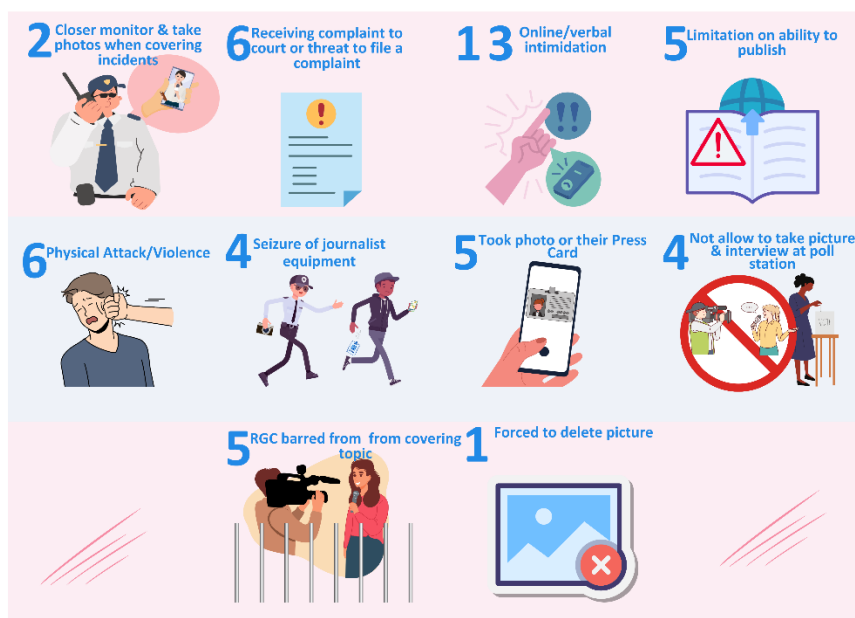 2 Closer monitor & take
photos when covering
incidents
6 Receiving complaint to
court or threat to file a
complaint
13 Online/verbal
intimidation
5 Limitation on ability to
publish
6 Physical Attack/Violence
4 Seizure of journalist
equipment
5 Took photo or their Press
Card
4 Not allow to take picture
& interview at poll
station
5 RGC barred from from covering
topic
1 Forced to delete picture